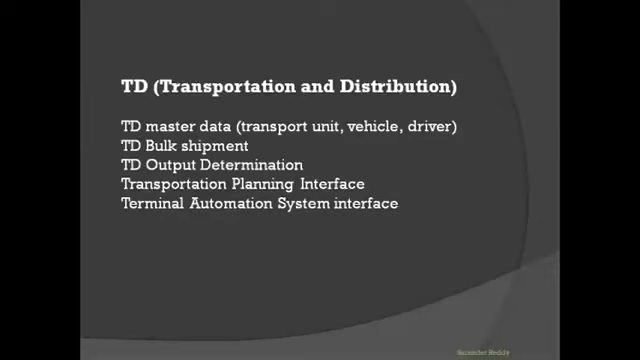 TD (Transportation and Distribution)
TD master data (transport unit, vehicle, driver)
TD Bulk shipment
TD Output Determination
Transportation Planning Interface
Terminal Automation System interface
Reddy